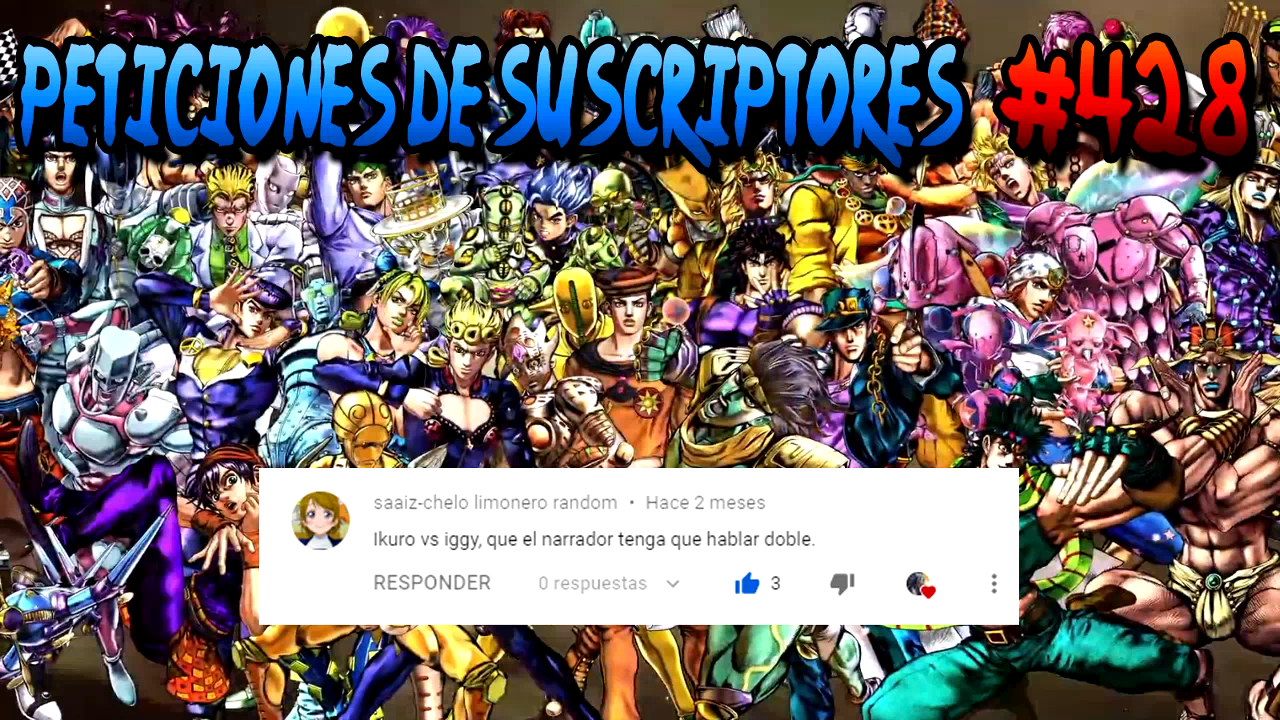 PETICIONES DE SUSCRIPTORES #428
saaiz-chelo limonero random • Hace 2 meses
Ikuro vs iggy, que el narrador tenga que hablar doble.
RESPONDER 0 respuestas 3